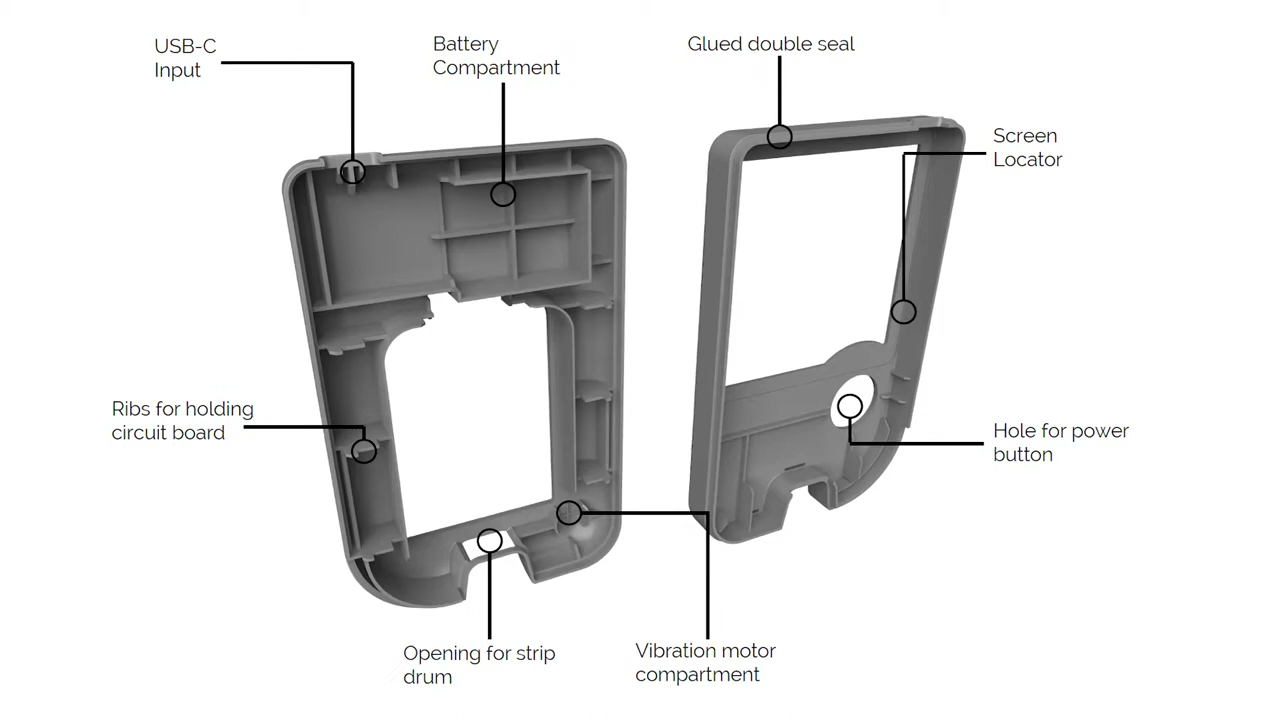 USB-C
Input
Battery
Compartment
Glued double seal
Screen
Locator
Ribs for holding
circuit board
Hole for power
button
Opening for strip
drum
Vibration motor
compartment